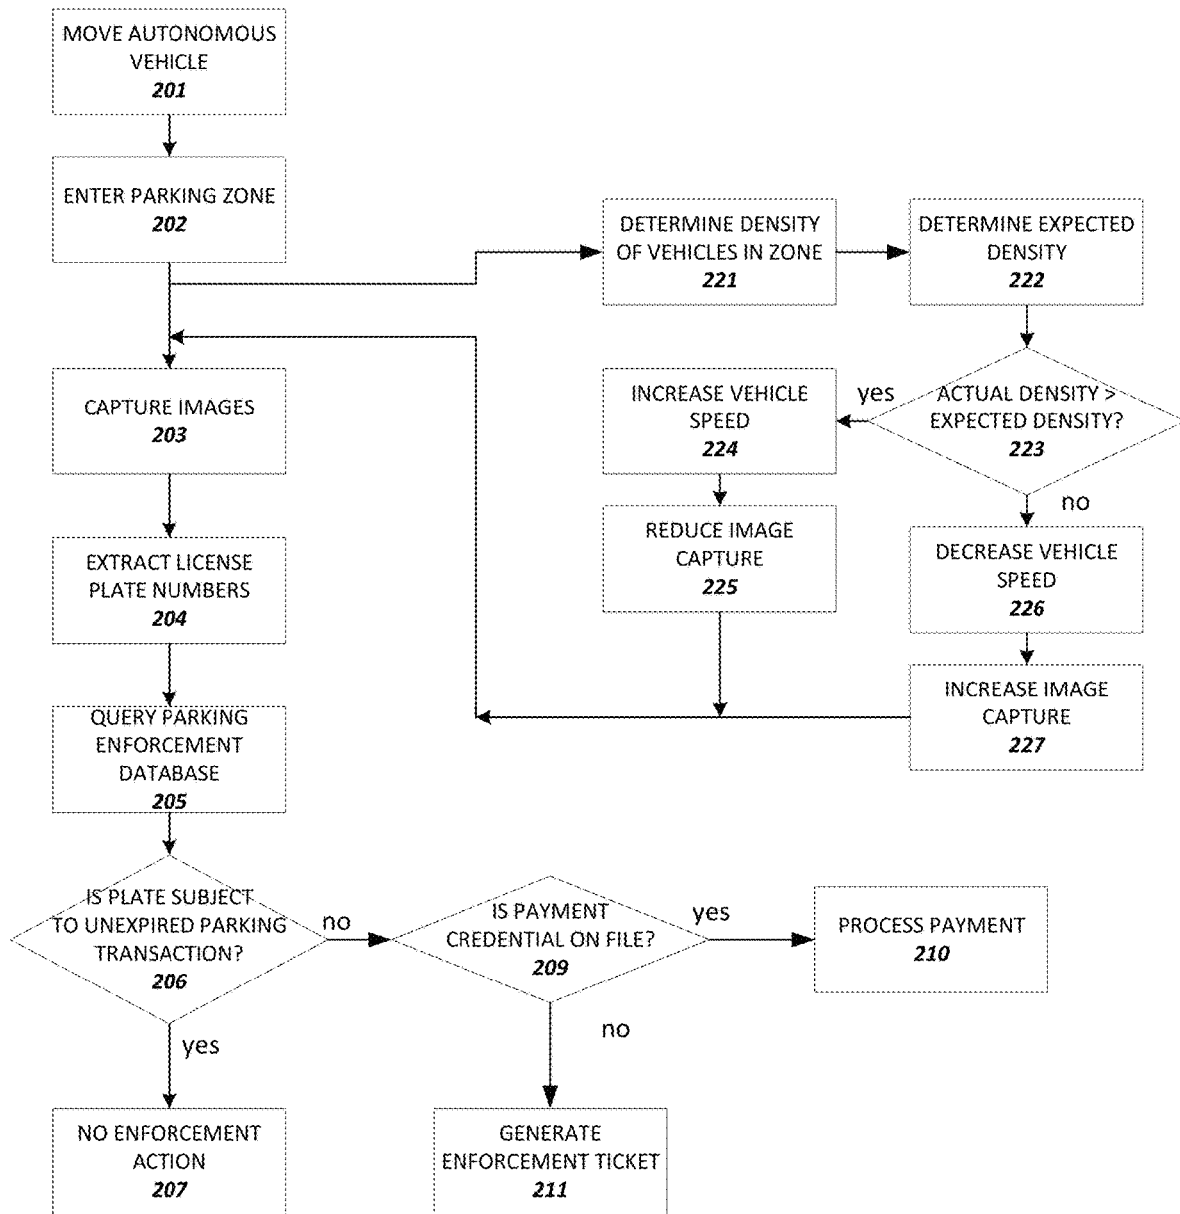 MOVE AUTONOMOUS
VEHICLE
201
ENTER PARKING ZONE
202
DETERMINE DENSITY
OF VEHICLES IN ZONE
221
DETERMINE EXPECTED
DENSITY
222
CAPTURE IMAGES
203
INCREASE VEHICLE
SPEED
224
yes
ACTUAL DENSITY >
EXPECTED DENSITY?
223
no
EXTRACT LICENSE
PLATE NUMBERS
204
REDUCE IMAGE
CAPTURE
225
DECREASE VEHICLE
SPEED
226
QUERY PARKING
ENFORCEMENT
DATABASE
205
INCREASE IMAGE
CAPTURE
227
IS PLATE SUBJECT
TO UNEXPIRED PARKING
TRANSACTION?
206
no
IS PAYMENT
CREDENTIAL ON FILE?
209
yes
PROCESS PAYMENT
210
yes
no
NO ENFORCEMENT
ACTION
207
GENERATE
ENFORCEMENT TICKET
211